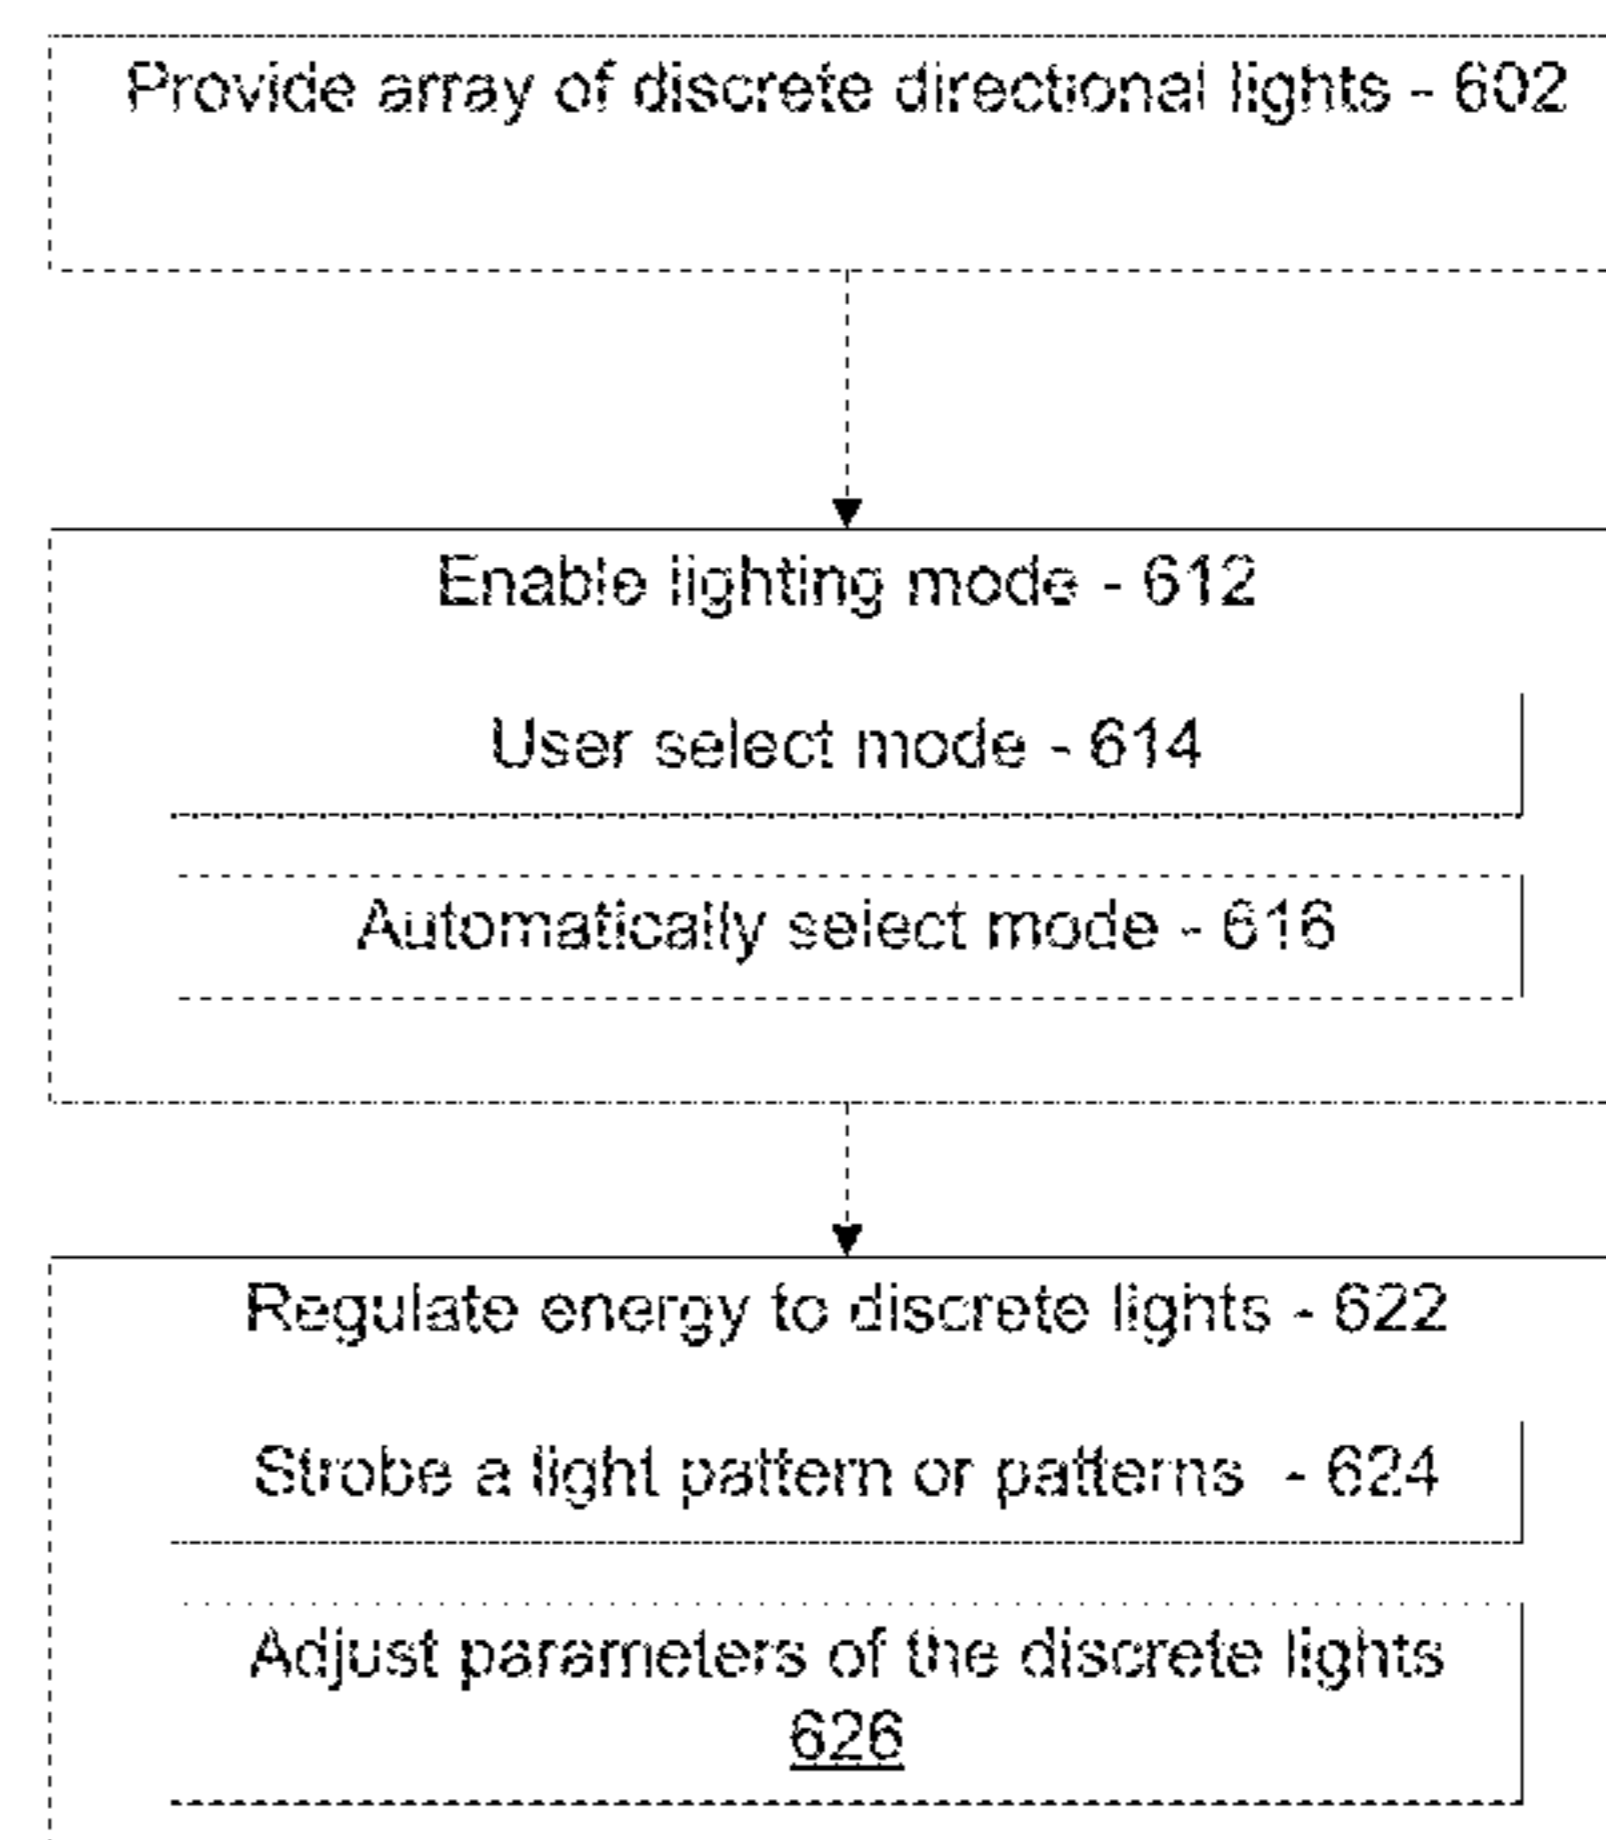 Provide array of discrete directional lights - 602
Enable lighting mode - 612
User select mode - 614
Automatically select mode - 616
Regulate energy to discrete lights - 622
Strobe a light pattern or patterns - 624
Adjust parameters of the discrete lights
626